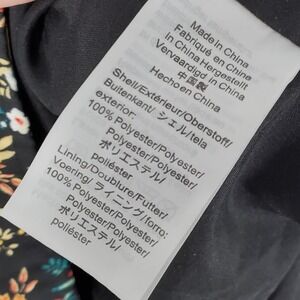 Made in China
Fabriqué en Chine
In China Hergestellt
Vervaardigd in China
中国製
Hecho en China
Shell/Extérieur/Oberstoff/
Buitenkant/ シェル/tela
exterior:
100% Polyester/Polyester/
Polyester/Polyester/
ポリエステル/
poliéster
Lining/Doublure/Futter/
Voering/ ライニング/forro:
100% Polyester/Polyester/
Polyester/Polyester/
ポリエステル/
poliéster